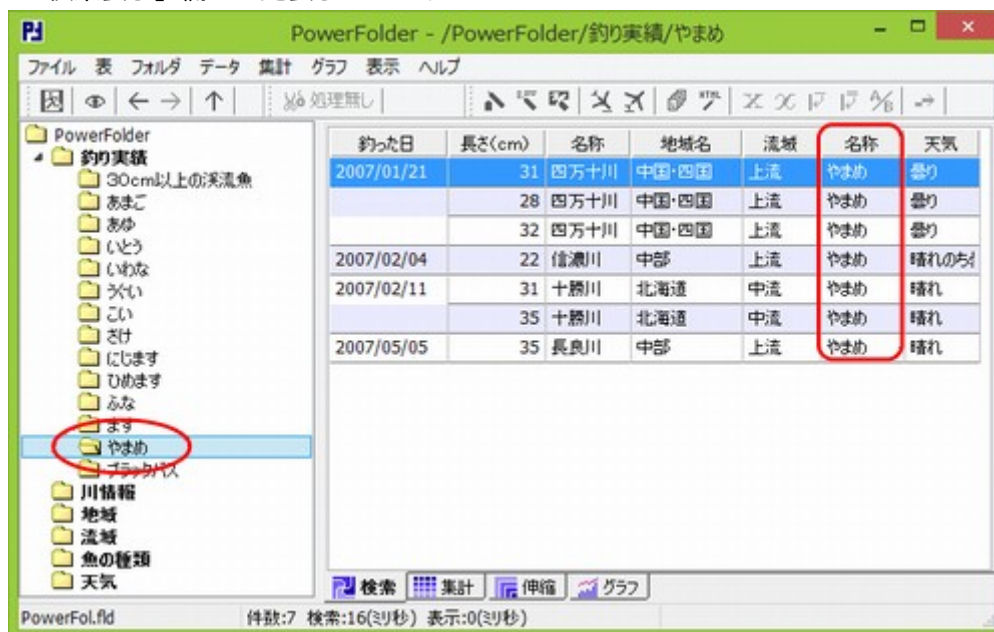 PowerFolder - /PowerFolder/釣り実績/やまめ
ファイル 表 フォルダ データ 集計 グラフ 表示 ヘルプ
処理無し
PowerFolder
釣り実績
30cm以上の渓流魚
あまご
あゆ
いとう
いわな
うぐい
こい
さけ
にじます
ひめます
ふな
ます
やまめ
ブラックバス
川情報
地域
流域
魚の種類
天気
釣った日 長さ(cm) 名称 地域名 流域 名称 天気
2007/01/21 31 四万十川 中国・四国 上流 やまめ 曇り
28 四万十川 中国・四国 上流 やまめ 曇り
32 四万十川 中国・四国 上流 やまめ 曇り
2007/02/04 22 信濃川 中部 上流 やまめ 晴れのち
2007/02/11 31 十勝川 北海道 中流 やまめ 晴れ
35 十勝川 北海道 中流 やまめ 晴れ
2007/05/05 35 長良川 中部 上流 やまめ 晴れ
検索 集計 伸縮 グラフ
PowerFol.fld 件数:7 検索:16(ミリ秒) 表示:0(ミリ秒)